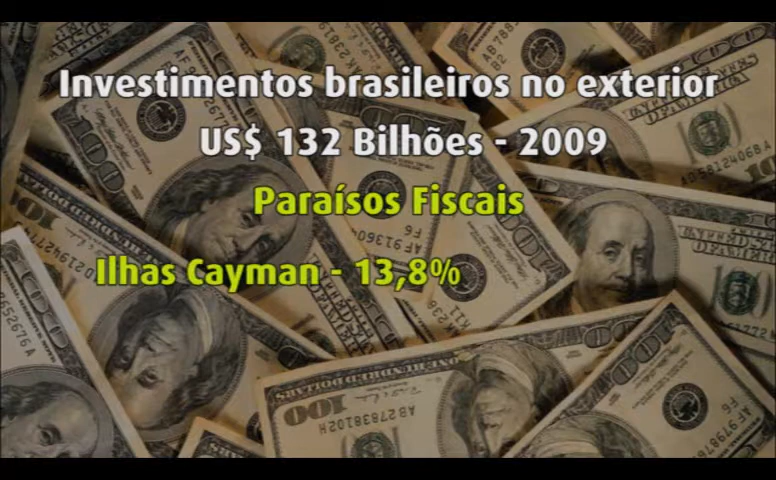 Investimentos brasileiros no exterior
US$ 132 Bilhões - 2009
Paraísos Fiscais
Ilhas Cayman - 13,8%